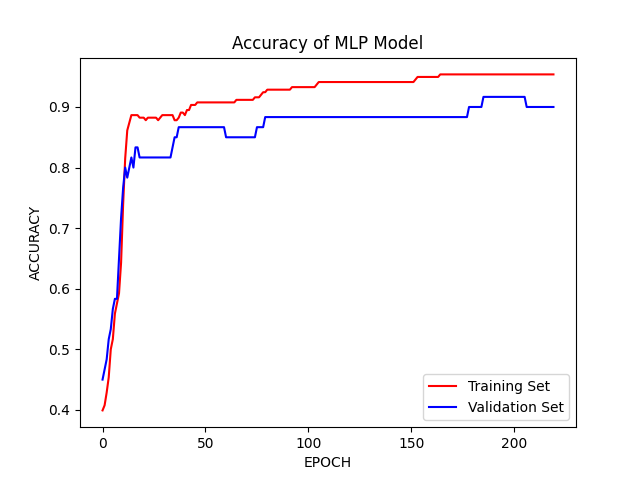 Accuracy of MLP Model
ACCURACY
0.9
0.8
0.7
0.6
0.5
0.4
0 50 100 150 200
EPOCH
Training Set
Validation Set